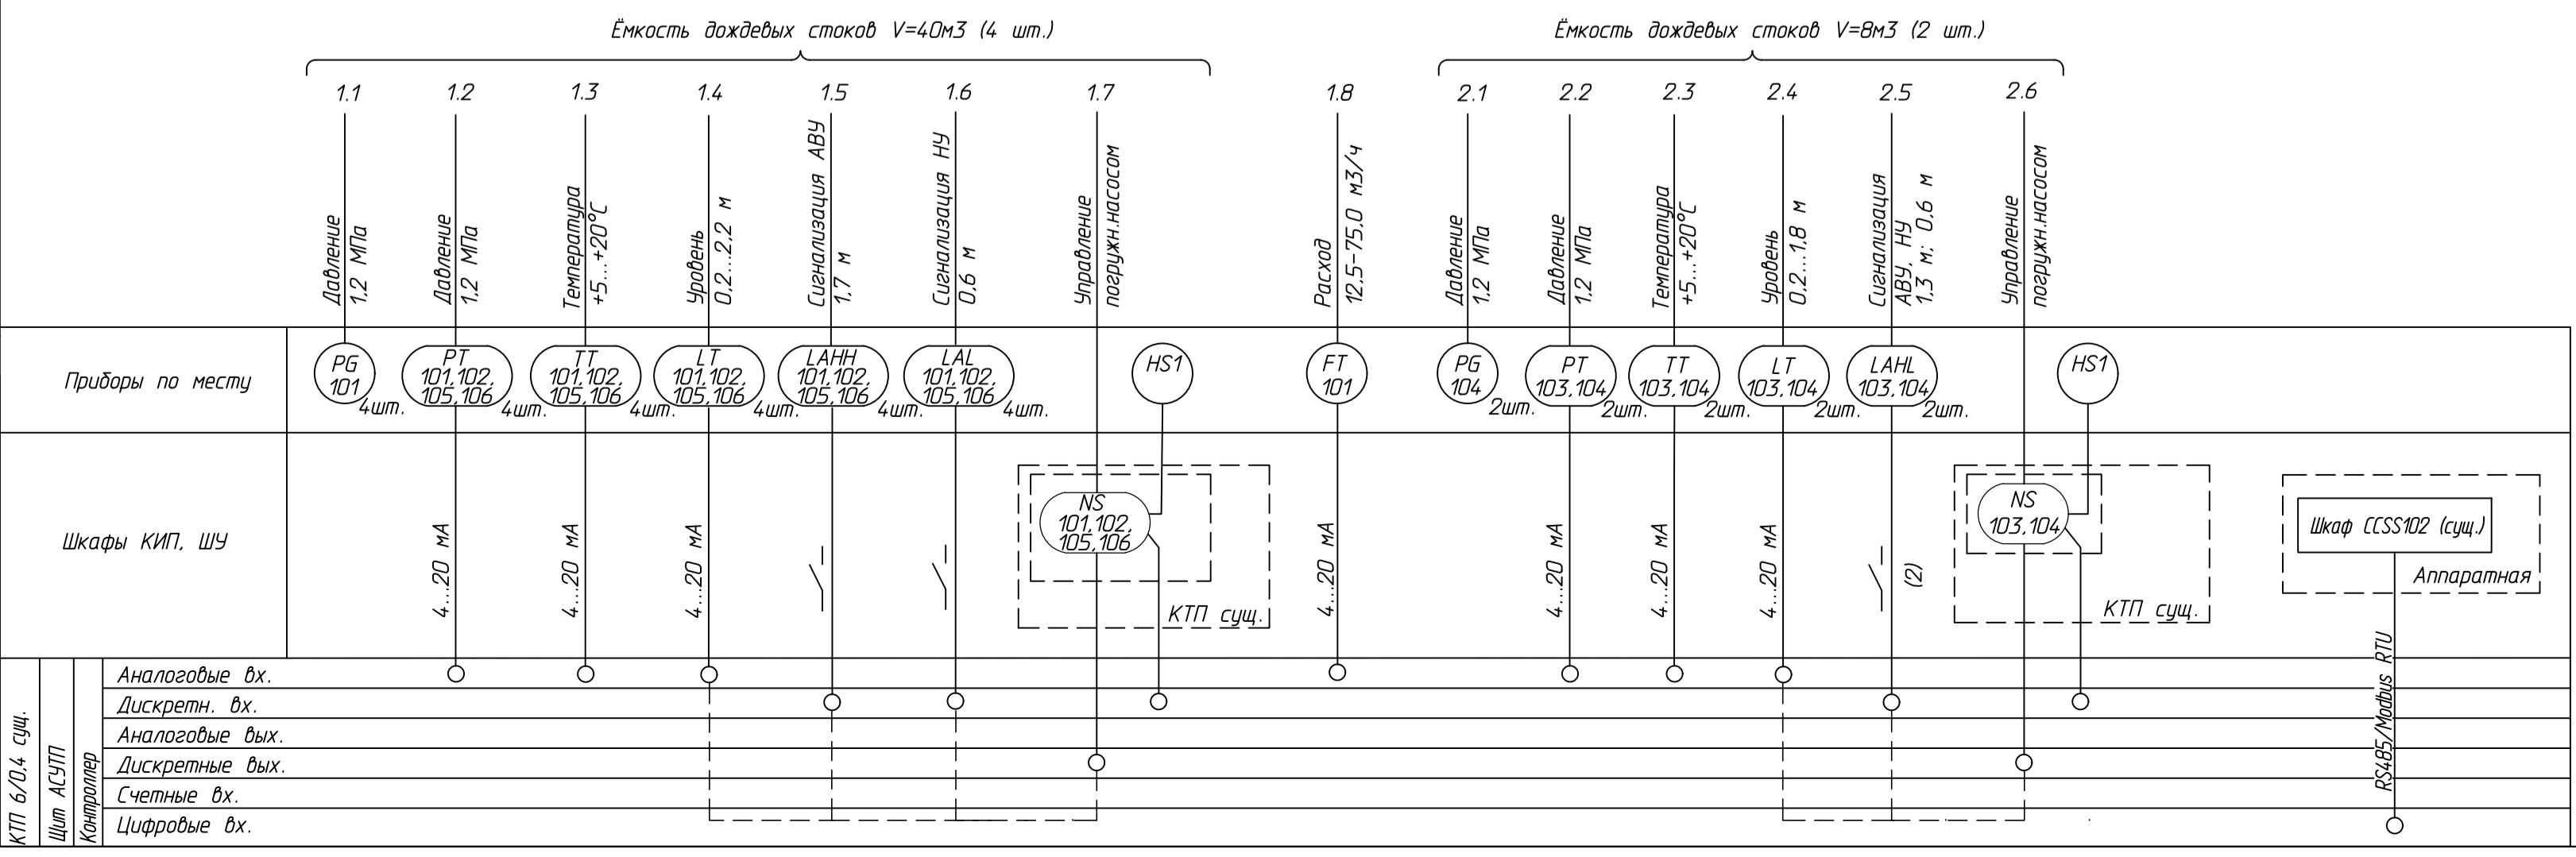 Ёмкость дождевых стоков V=40м3 (4 шт.)
Ёмкость дождевых стоков V=8м3 (2 шт.)
1.1
1.2
1.3
1.4
1.5
1.6
1.7
1.8
2.1
2.2
2.3
2.4
2.5
2.6
Давление
1,2 МПа
Давление
1,2 МПа
Температура
+5...+20°С
Уровень
0,2...2,2 м
Сигнализация АВУ
1,7 м
Сигнализация НУ
0,6 м
Управление
погружн.насосом
Расход
12,5-75,0 м3/ч
Давление
1,2 МПа
Давление
1,2 МПа
Температура
+5...+20°С
Уровень
0,2...1,8 м
Сигнализация
АВУ, НУ
1,3 м; 0,6 м
Управление
погружн.насосом
Приборы по месту
PG
101
4шт.
PT
101,102,
105,106
4шт.
TT
101,102,
105,106
4шт.
LT
101,102,
105,106
4шт.
LAHH
101,102,
105,106
4шт.
LAL
101,102,
105,106
4шт.
HS1
FT
101
PG
104
2шт.
PT
103,104
2шт.
TT
103,104
2шт.
LT
103,104
2шт.
LAHL
103,104
2шт.
HS1
Шкафы КИП, ШУ
4...20 мА
4...20 мА
4...20 мА
NS
101,102,
105,106
КТП сущ.
4...20 мА
4...20 мА
4...20 мА
4...20 мА
(2)
NS
103,104
КТП сущ.
Шкаф CCSS102 (сущ.)
Аппаратная
RS485/Modbus RTU
КТП 6/0,4 сущ.
Щит АСУТП
Контроллер
Аналоговые вх.
Дискретн. вх.
Аналоговые вых.
Дискретные вых.
Счетные вх.
Цифровые вх.